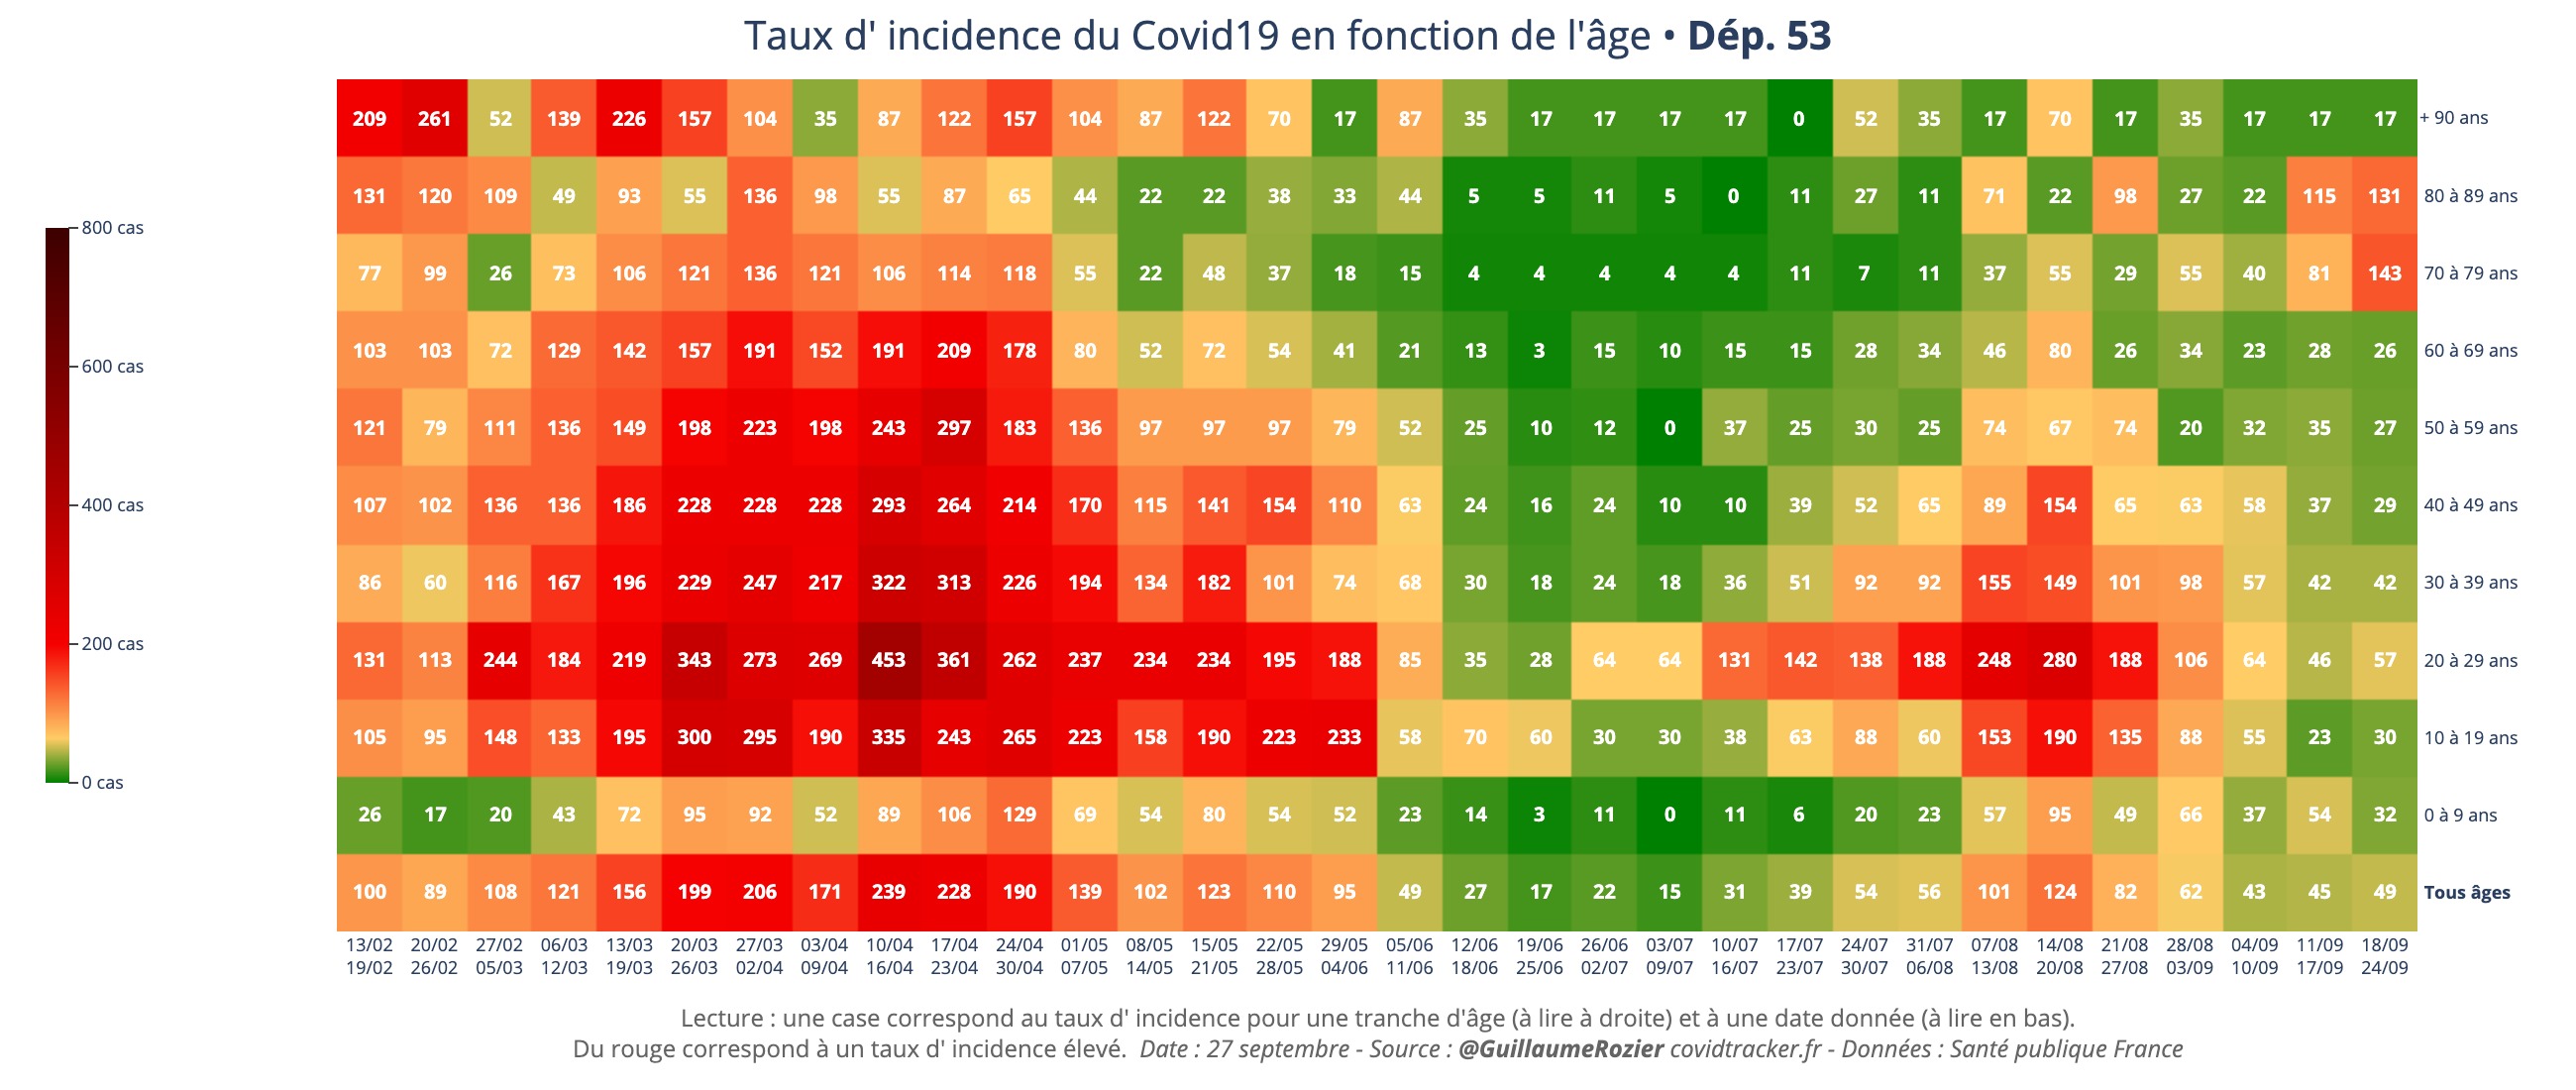 Taux d' incidence du Covid19 en fonction de l'âge • Dép. 53
800 cas
600 cas
400 cas
200 cas
0 cas
209 261 52 139 226 157 104 35 87 122 157 104 87 122 70 17 87 35 17 17 17 17 0 52 35 17 70 17 35 17 17 17 + 90 ans
131 120 109 49 93 55 136 98 55 87 65 44 22 22 38 33 44 5 5 11 5 0 11 27 11 71 22 98 27 22 115 131 80 à 89 ans
77 99 26 73 106 121 136 121 106 114 118 55 22 48 37 18 15 4 4 4 4 4 11 7 11 37 55 29 55 40 81 143 70 à 79 ans
103 103 72 129 142 157 191 152 191 209 178 80 52 72 54 41 21 13 3 15 10 15 15 28 34 46 80 26 34 23 28 26 60 à 69 ans
121 79 111 136 149 198 223 198 243 297 183 136 97 97 97 79 52 25 10 12 0 37 25 30 25 74 67 74 20 32 35 27 50 à 59 ans
107 102 136 136 186 228 228 228 293 264 214 170 115 141 154 110 63 24 16 24 10 10 39 52 65 89 154 65 63 58 37 29 40 à 49 ans
86 60 116 167 196 229 247 217 322 313 226 194 134 182 101 74 68 30 18 24 18 36 51 92 92 155 149 101 98 57 42 42 30 à 39 ans
131 113 244 184 219 343 273 269 453 361 262 237 234 234 195 188 85 35 28 64 64 131 142 138 188 248 280 188 106 64 46 57 20 à 29 ans
105 95 148 133 195 300 295 190 335 243 265 223 158 190 223 233 58 70 60 30 30 38 63 88 60 153 190 135 88 55 23 30 10 à 19 ans
26 17 20 43 72 95 92 52 89 106 129 69 54 80 54 52 23 14 3 11 0 11 6 20 23 57 95 49 66 37 54 32 0 à 9 ans
100 89 108 121 156 199 206 171 239 228 190 139 102 123 110 95 49 27 17 22 15 31 39 54 56 101 124 82 62 43 45 49 Tous âges
13/02 20/02 27/02 06/03 13/03 20/03 27/03 03/04 10/04 17/04 24/04 01/05 08/05 15/05 22/05 29/05 05/06 12/06 19/06 26/06 03/07 10/07 17/07 24/07 31/07 07/08 14/08 21/08 28/08 04/09 11/09 18/09
19/02 26/02 05/03 12/03 19/03 26/03 02/04 09/04 16/04 23/04 30/04 07/05 14/05 21/05 28/05 04/06 11/06 18/06 25/06 02/07 09/07 16/07 23/07 30/07 06/08 13/08 20/08 27/08 03/09 10/09 17/09 24/09
Lecture : une case correspond au taux d' incidence pour une tranche d'âge (à lire à droite) et à une date donnée (à lire en bas).
Du rouge correspond à un taux d' incidence élevé. Date : 27 septembre - Source : @GuillaumeRozier covidtracker.fr - Données : Santé publique France